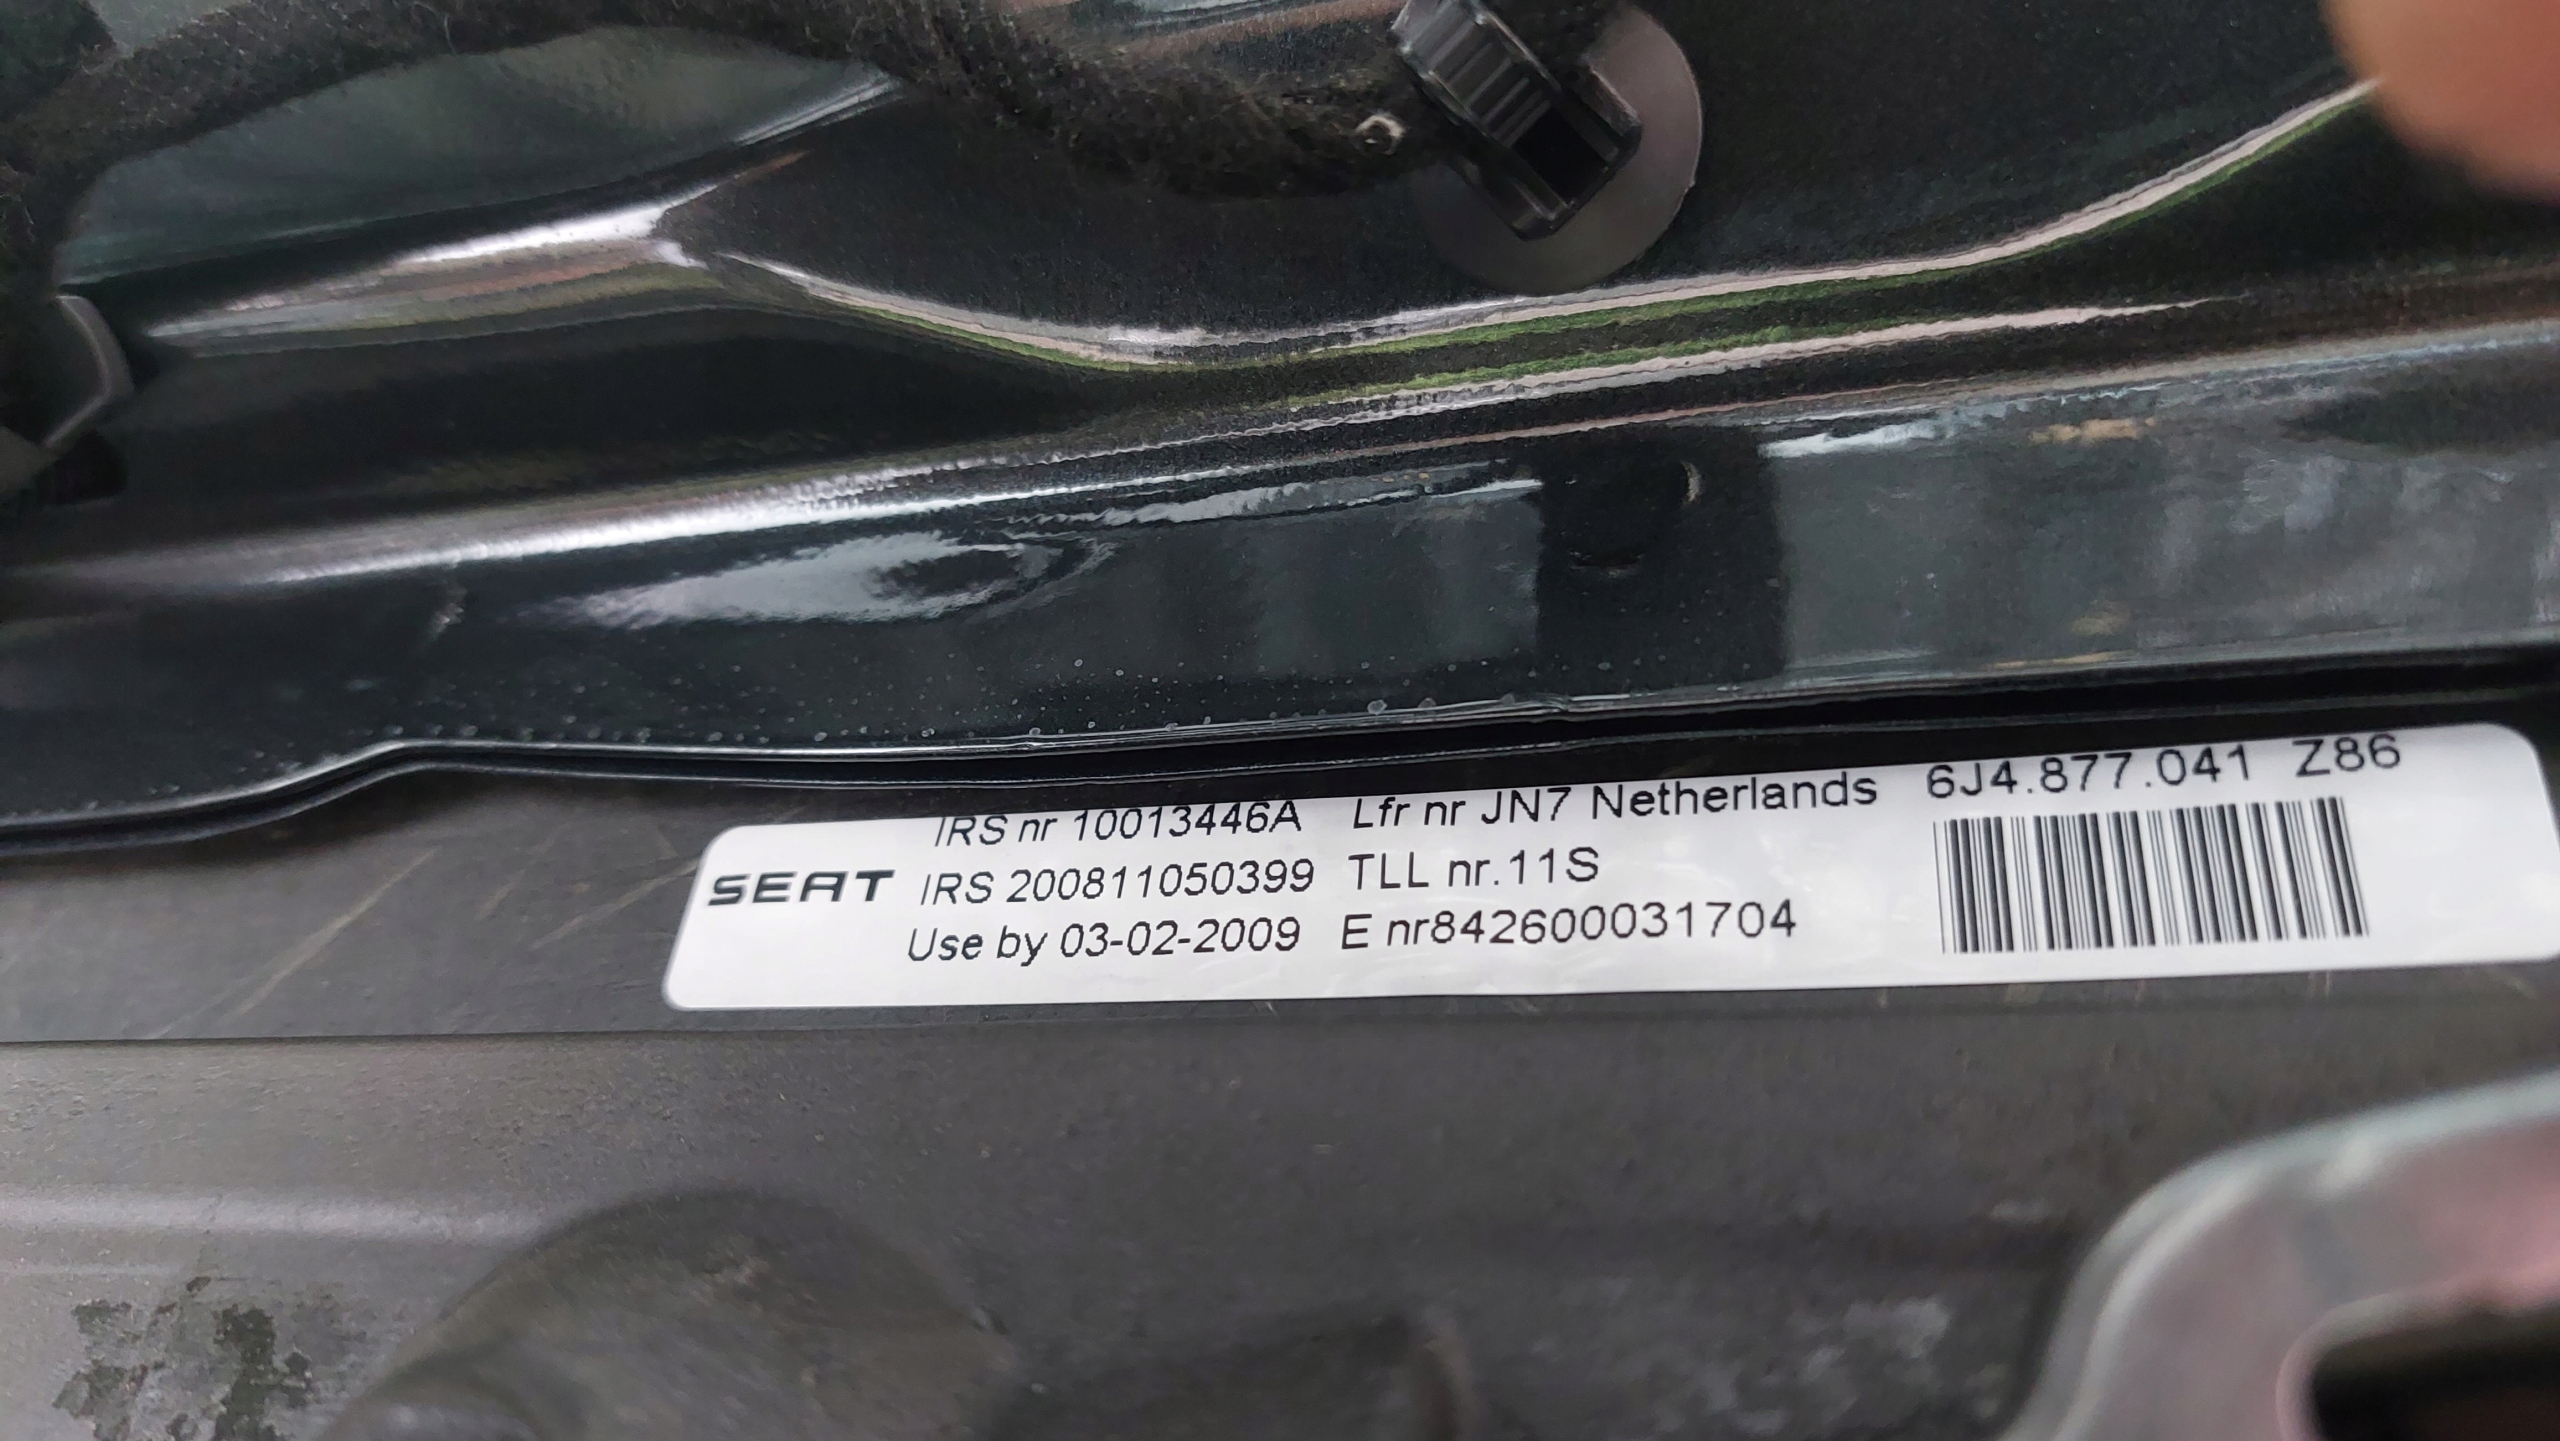 IRS nr 10013446A Lfr nr JN7 Netherlands 6J4.877.041 Z86
SEAT IRS 200811050399 TLL nr.11S
Use by 03-02-2009 E nr842600031704